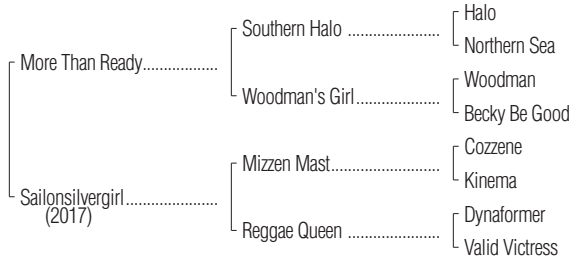 Halo
Southern Halo ....................
Northern Sea
More Than Ready.................
Woodman
Woodman's Girl ..................
Becky Be Good
Cozzene
Mizzen Mast.......................
Kinema
Sailonsilvergirl....................
(2017)
Dynaformer
Reggae Queen ....................
Valid Victress